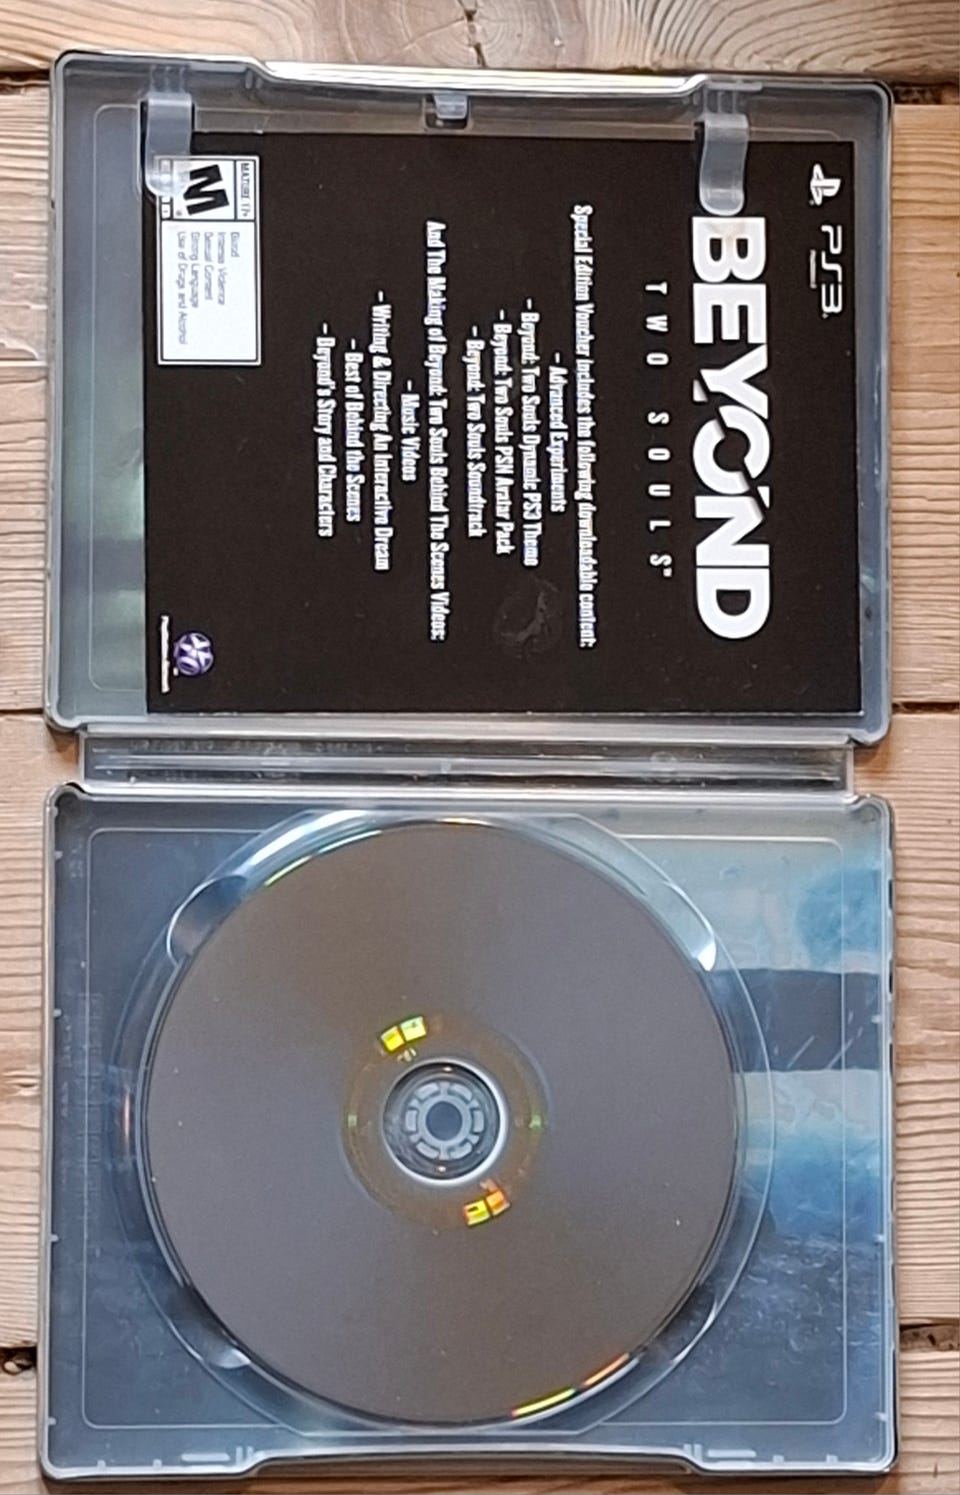 PS3
BEYOND
TWO SOULS™
Special Edition Voucher includes the following downloadable content:
- Advanced Experiments
- Beyond: Two Souls Dynamic PS3 Theme
- Beyond: Two Souls PSN Avatar Pack
- Beyond: Two Souls Soundtrack
And The Making of Beyond: Two Souls Behind The Scenes Videos:
- Music Videos
- Writing & Directing An Interactive Dream
- Best of Behind the Scenes
- Beyond's Story and Characters
MATURE 17+
M
Blood
Intense Violence
Sexual Content
Strong Language
Use of Drugs and Alcohol